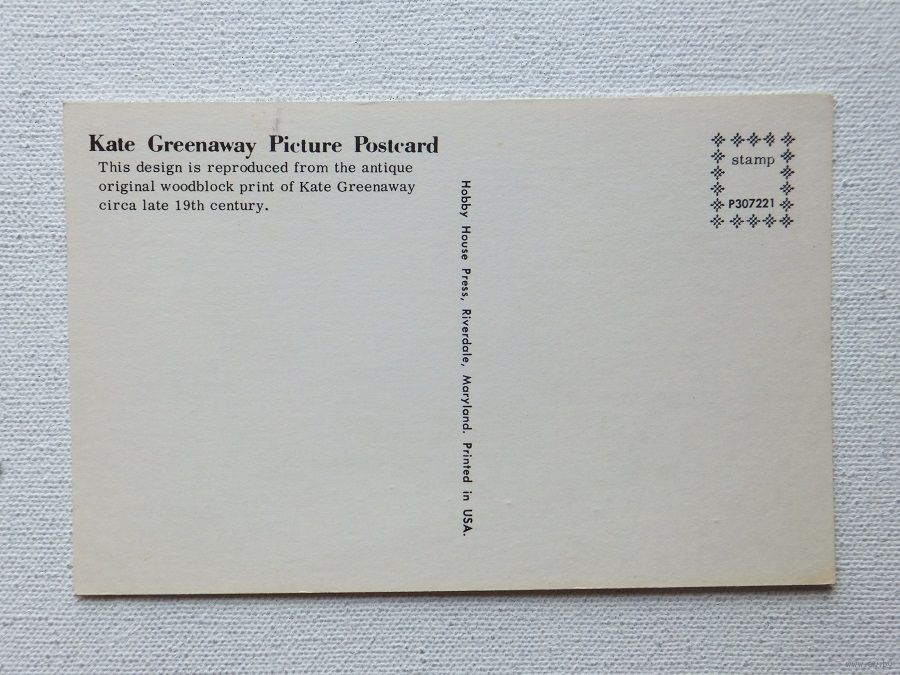 Kate Greenaway Picture Postcard
This design is reproduced from the antique
original woodblock print of Kate Greenaway
circa late 19th century.
Hobby House Press, Riverdale, Maryland. Printed in USA.
stamp
P307221